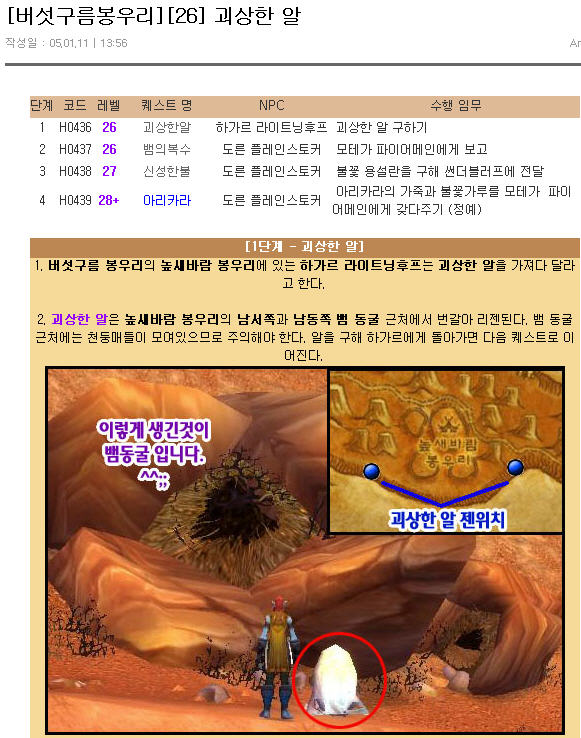 [버섯구름봉우리][26] 괴상한 알
작성일 : 05.01.11 | 13:56
Ar
단계 코드 레벨 퀘스트 명 NPC 수행 임무
1 H0436 26 괴상한알 하가르 라이트닝후프 괴상한 알 구하기
2 H0437 26 뱀의복수 도른 플레인스토커 모테가 파이어메인에게 보고
3 H0438 27 신성한불 도른 플레인스토커 불꽃 용설란을 구해 썬더블러프에 전달
4 H0439 28+ 아리카라 도른 플레인스토커 아리카라의 가죽과 불꽃가루를 모테가 파이
어메인에게 갖다주기 (정예)
[1단계 - 괴상한 알]
1. 버섯구름 봉우리의 높새바람 봉우리에 있는 하가르 라이트닝후프는 괴상한 알을 가져다 달라
고 한다.
2. 괴상한 알은 높새바람 봉우리의 남서쪽과 남동쪽 뱀 동굴 근처에서 번갈아 리젠된다. 뱀 동굴
근처에는 천둥매들이 모여있으므로 주의해야 한다. 알을 구해 하가르에게 돌아가면 다음 퀘스트로 이
어진다.
이렇게 생긴것이
뱀동굴 입니다.
^^;;
높새바람
봉우리
괴상한 알 젠위치